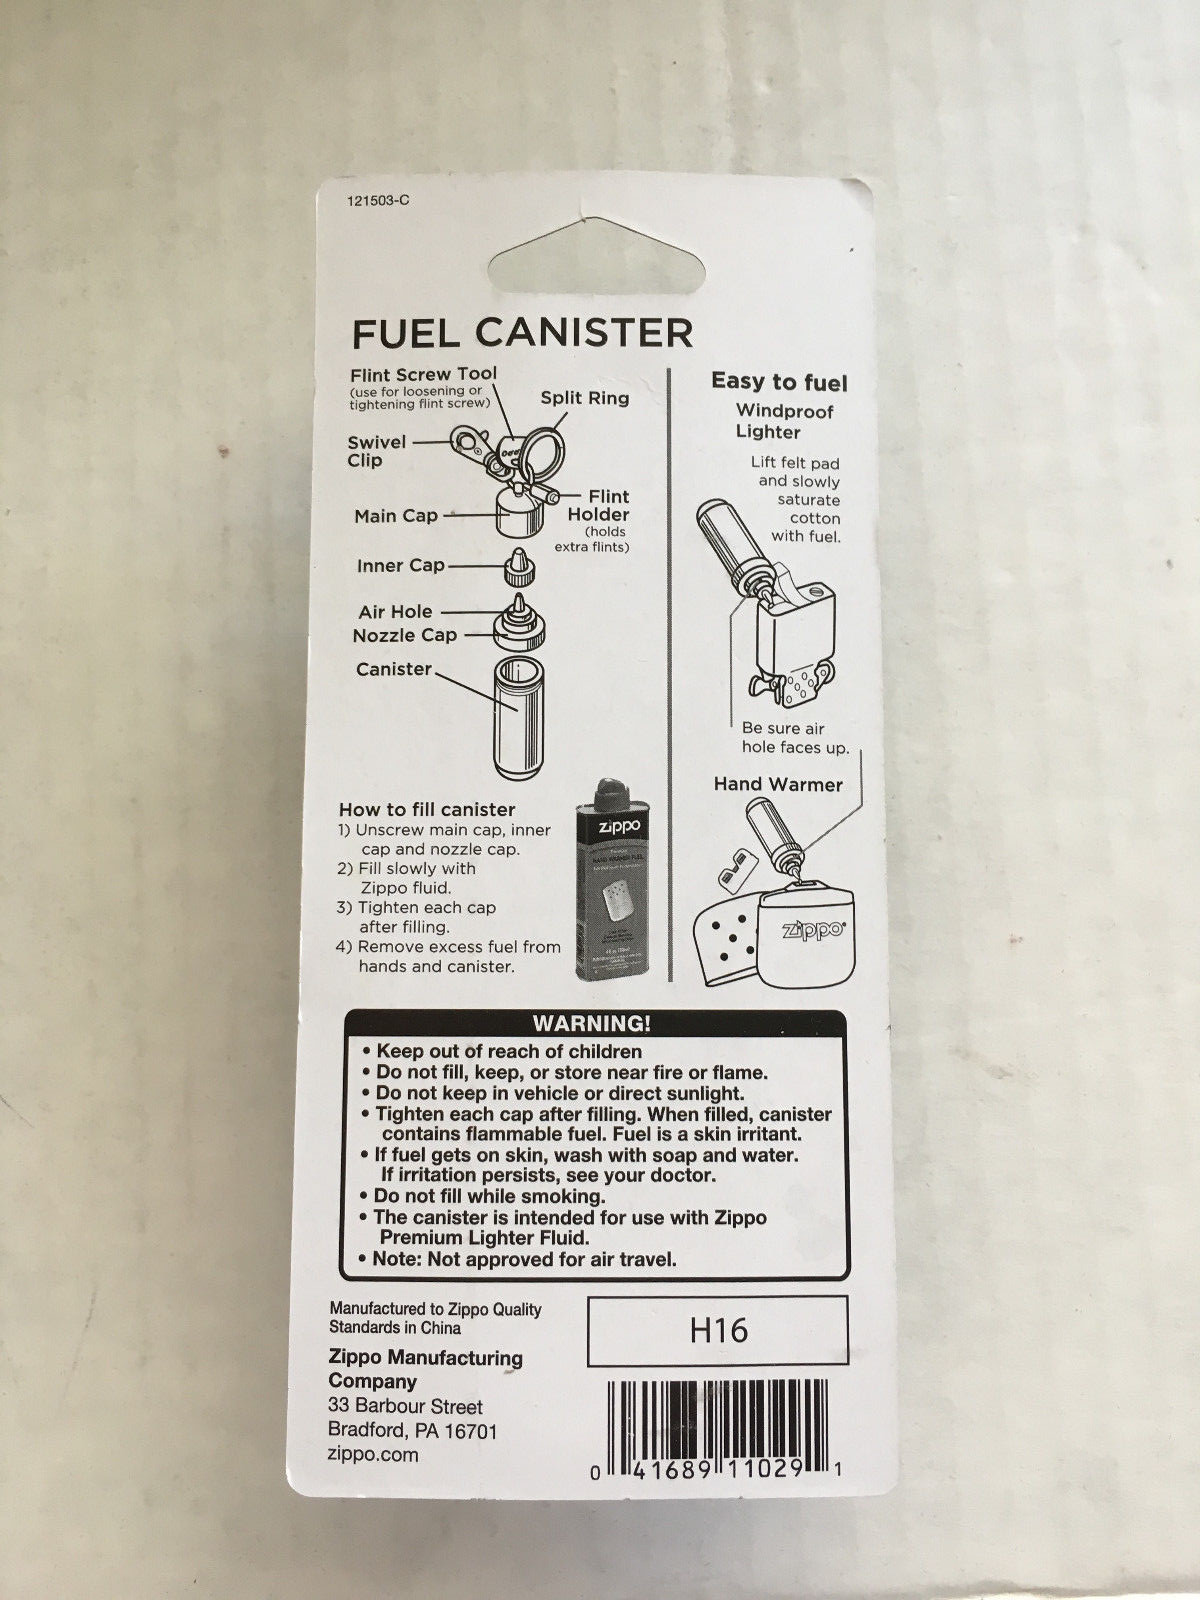 121503-C
FUEL CANISTER
Flint Screw Tool
(use for loosening or
tightening flint screw)
Split Ring
Swivel
Clip
Flint
Holder
(holds
extra flints)
Main Cap
Inner Cap
Air Hole
Nozzle Cap
Canister
How to fill canister
1) Unscrew main cap, inner
cap and nozzle cap.
2) Fill slowly with
Zippo fluid.
3) Tighten each cap
after filling.
4) Remove excess fuel from
hands and canister.
zippo
HAND WARMER FUEL
Easy to fuel
Windproof
Lighter
Lift felt pad
and slowly
saturate
cotton
with fuel.
Be sure air
hole faces up.
Hand Warmer
zippo
WARNING!
• Keep out of reach of children
• Do not fill, keep, or store near fire or flame.
• Do not keep in vehicle or direct sunlight.
• Tighten each cap after filling. When filled, canister
contains flammable fuel. Fuel is a skin irritant.
• If fuel gets on skin, wash with soap and water.
If irritation persists, see your doctor.
• Do not fill while smoking.
• The canister is intended for use with Zippo
Premium Lighter Fluid.
• Note: Not approved for air travel.
Manufactured to Zippo Quality
Standards in China
Zippo Manufacturing
Company
33 Barbour Street
Bradford, PA 16701
zippo.com
H16
0 41689 11029 1